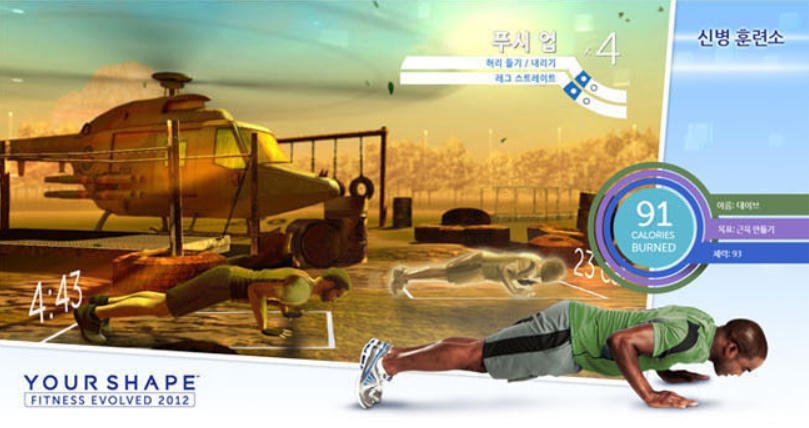 푸시 업 x4
허리 들기 / 내리기
레그 스트레이트
신병 훈련소
91
CALORIES
BURNED
이름: 데이브
목표: 근육 만들기
체력: 93
4:43
23
YOUR SHAPE™
FITNESS EVOLVED 2012